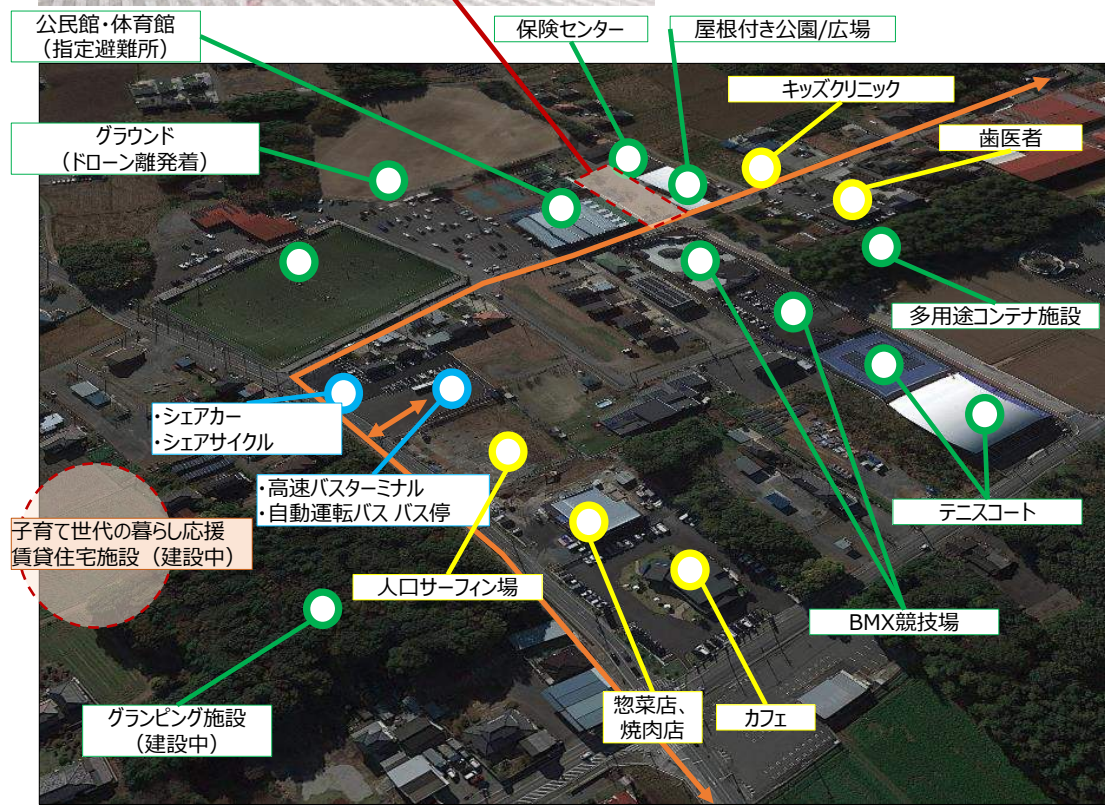 公民館・体育館
（指定避難所）
保険センター
屋根付き公園/広場
キッズクリニック
歯医者
グラウンド
（ドローン離発着）
多用途コンテナ施設
・シェアカー
・シェアサイクル
・高速バスターミナル
・自動運転バス バス停
テニスコート
子育て世代の暮らし応援
賃貸住宅施設（建設中）
人口サーフィン場
BMX競技場
グランピング施設
（建設中）
惣菜店、
焼肉店
カフェ